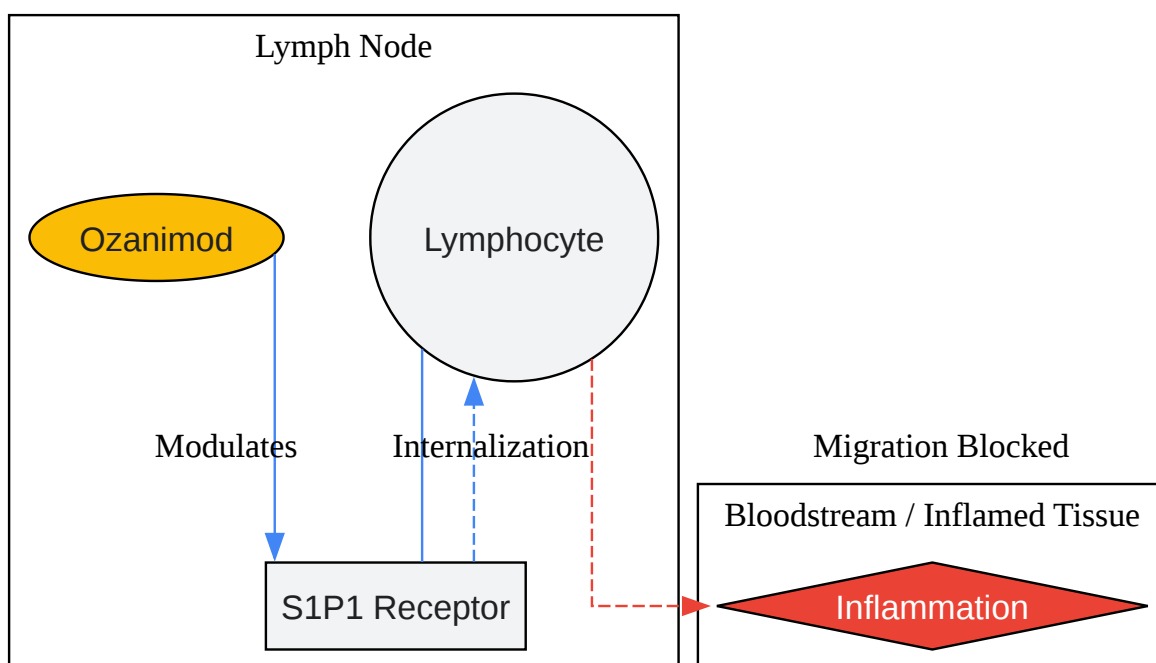 Lymph Node
Ozanimod
Lymphocyte
Modulates
Internalization
Migration Blocked
S1P1 Receptor
Bloodstream / Inflamed Tissue
Inflammation